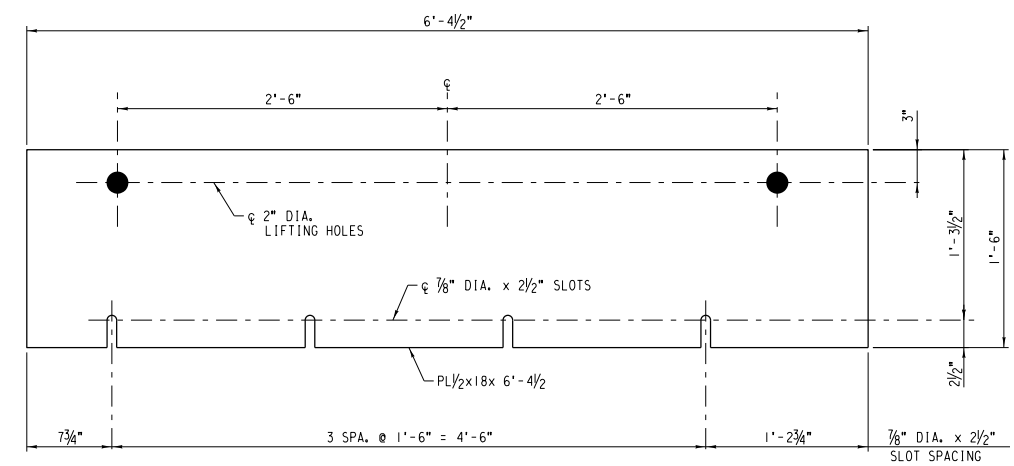 6'-4½"
℄
2'-6"
2'-6"
3"
℄ 2" DIA.
LIFTING HOLES
1'-3½"
1'-6"
℄ ⅞" DIA. x 2½" SLOTS
PL½x18x 6'-4½
2½"
7¾"
3 SPA. @ 1'-6" = 4'-6"
1'-2¾"
⅞" DIA. x 2½"
SLOT SPACING